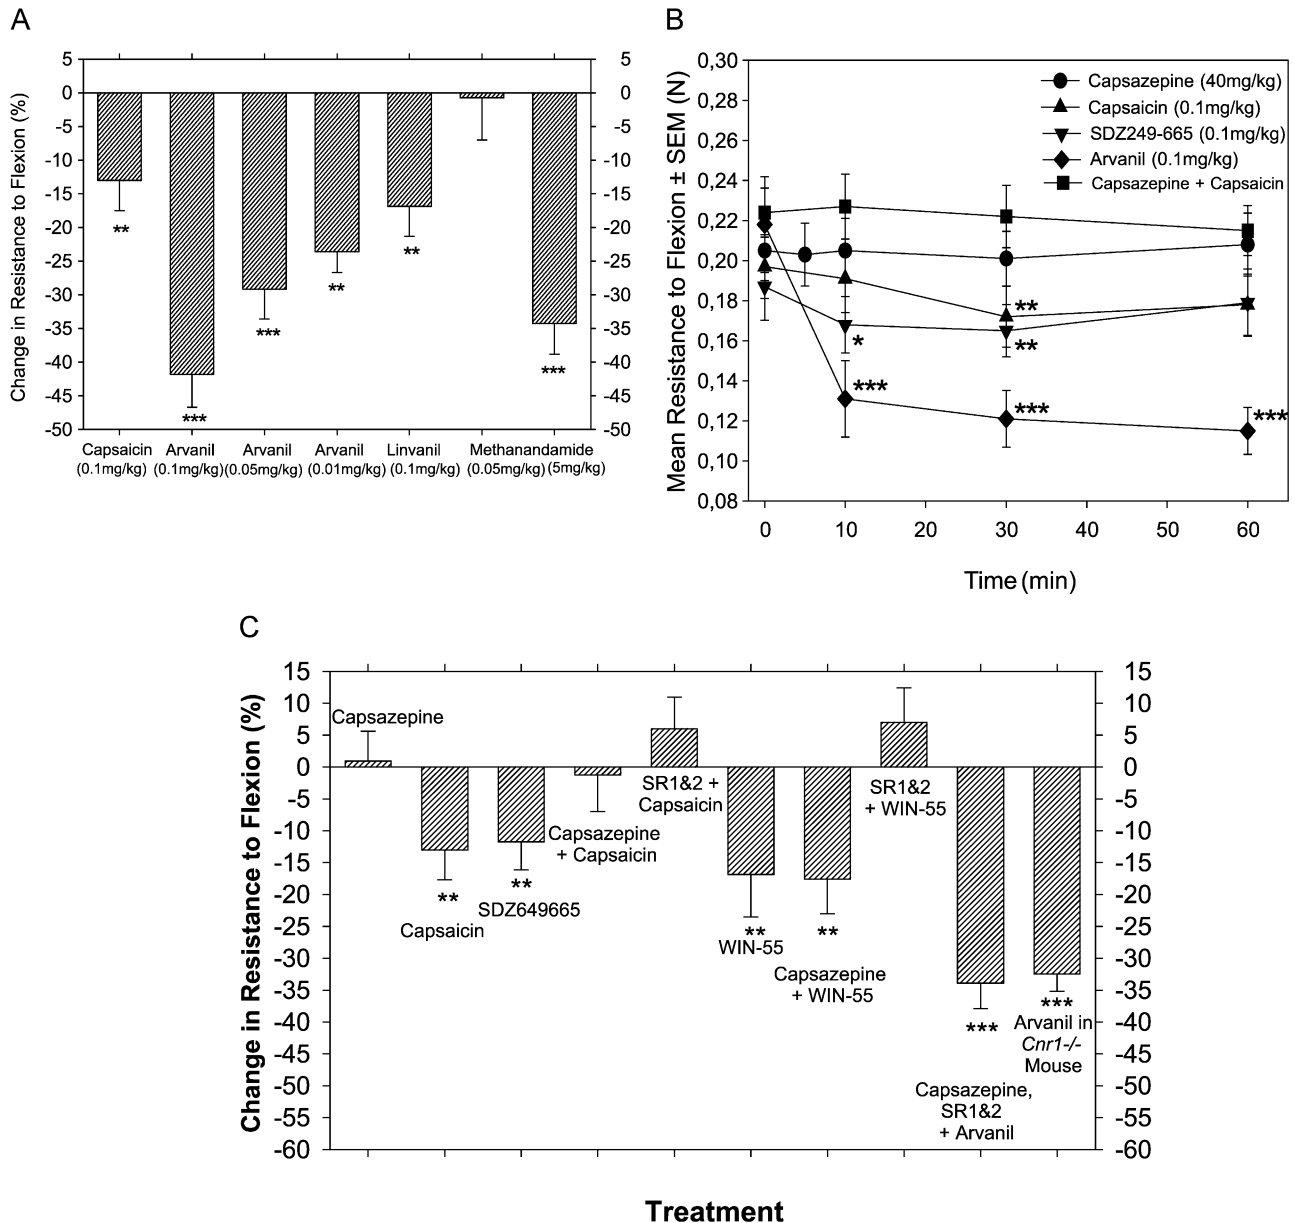 A
5
0
-5
-10
-15
-20
-25
-30
-35
-40
-45
-50
Change in Resistance to Flexion (%)
5
0
-5
-10
-15
-20
-25
-30
-35
-40
-45
-50
**
***
***
**
**
***
Capsaicin Arvanil Arvanil Arvanil Linvanil Methanandamide
(0.1mg/kg) (0.1mg/kg) (0.05mg/kg) (0.01mg/kg) (0.1mg/kg) (0.05mg/kg) (5mg/kg)
B
Mean Resistance to Flexion ± SEM (N)
0,30
0,28
0,26
0,24
0,22
0,20
0,18
0,16
0,14
0,12
0,10
0,08
Capsazepine (40mg/kg)
Capsaicin (0.1mg/kg)
SDZ249-665 (0.1mg/kg)
Arvanil (0.1mg/kg)
Capsazepine + Capsaicin
**
*
**
***
***
***
0 10 20 30 40 50 60
Time (min)
C
Change in Resistance to Flexion (%)
15
10
5
0
-5
-10
-15
-20
-25
-30
-35
-40
-45
-50
-55
-60
Capsazepine
**
Capsaicin
**
SDZ649665
Capsazepine
+ Capsaicin
SR1&2 +
Capsaicin
**
WIN-55
**
Capsazepine
+ WIN-55
SR1&2
+ WIN-55
***
Capsazepine,
SR1&2
+ Arvanil
***
Arvanil in
Cnr1-/-
Mouse
15
10
5
0
-5
-10
-15
-20
-25
-30
-35
-40
-45
-50
-55
-60
Treatment